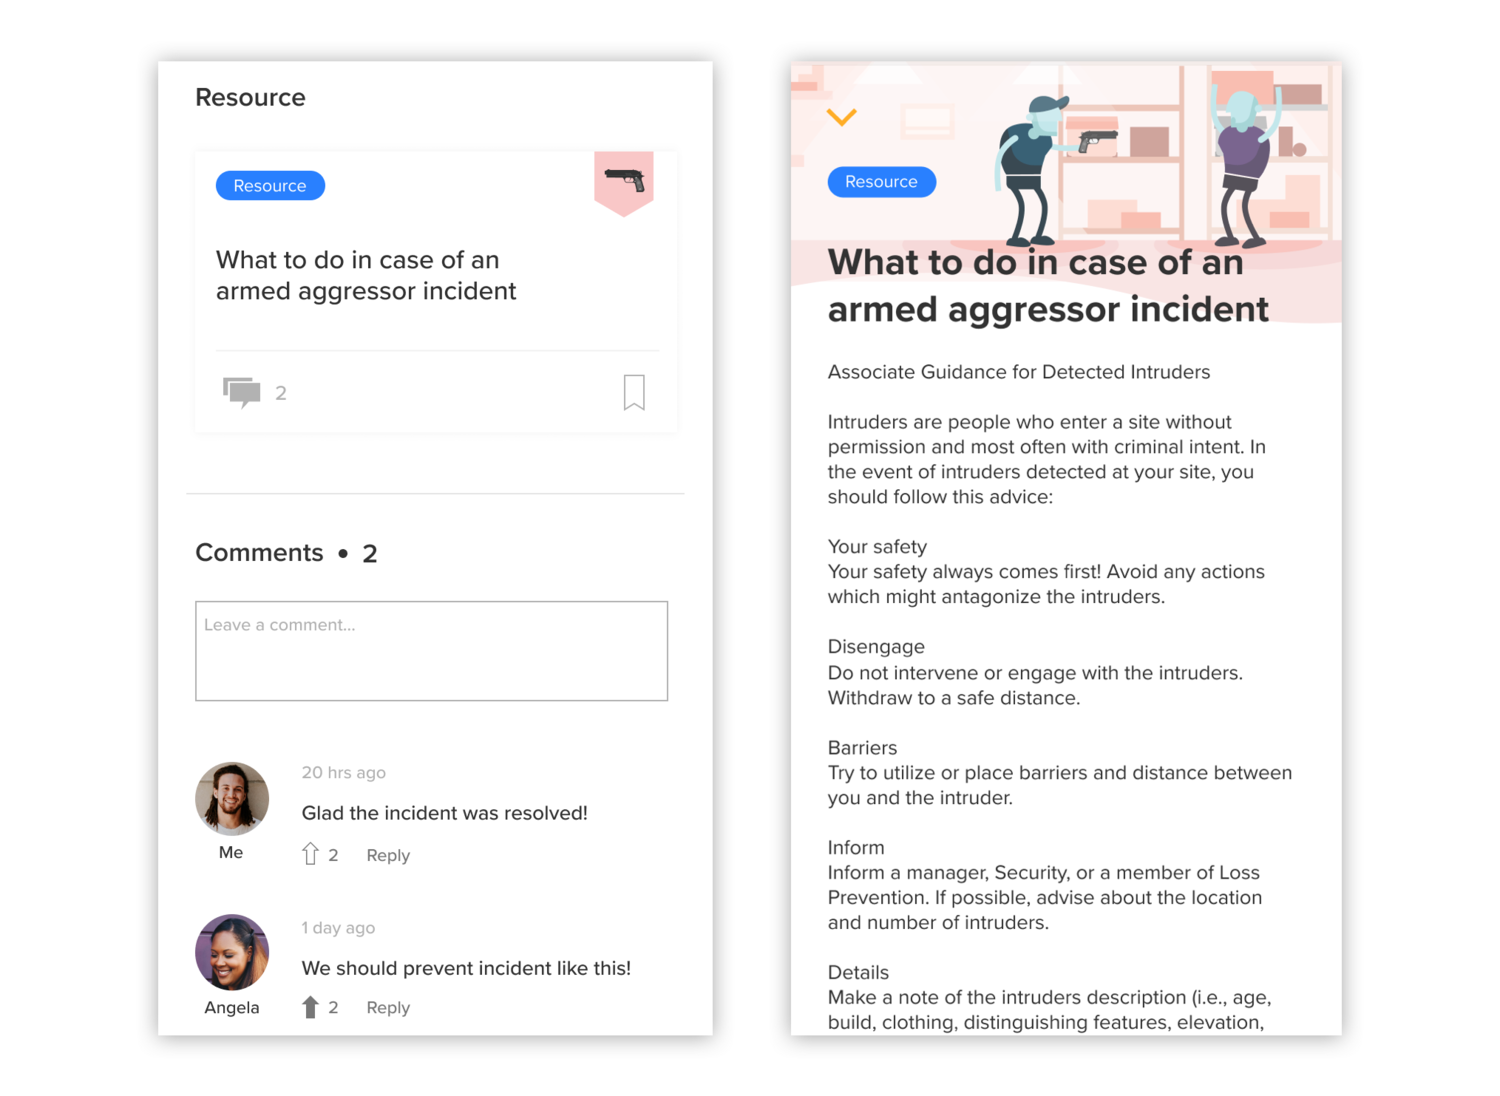 Resource
Resource
What to do in case of an
armed aggressor incident
2
Comments • 2
Leave a comment...
20 hrs ago
Glad the incident was resolved!
Me
2 Reply
1 day ago
We should prevent incident like this!
Angela
2 Reply
Resource
What to do in case of an
armed aggressor incident
Associate Guidance for Detected Intruders
Intruders are people who enter a site without
permission and most often with criminal intent. In
the event of intruders detected at your site, you
should follow this advice:
Your safety
Your safety always comes first! Avoid any actions
which might antagonize the intruders.
Disengage
Do not intervene or engage with the intruders.
Withdraw to a safe distance.
Barriers
Try to utilize or place barriers and distance between
you and the intruder.
Inform
Inform a manager, Security, or a member of Loss
Prevention. If possible, advise about the location
and number of intruders.
Details
Make a note of the intruders description (i.e., age,
build, clothing, distinguishing features, elevation,